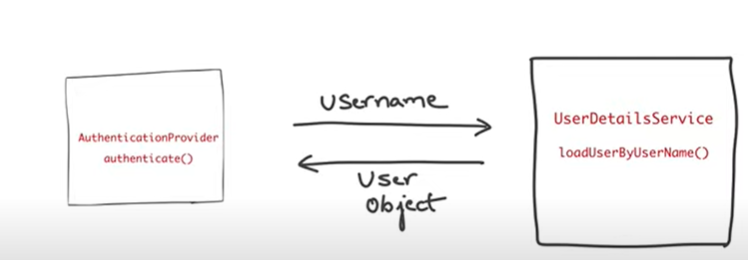 AuthenticationProvider
authenticate()
Username
User
Object
UserDetailsService
loadUserByUserName()